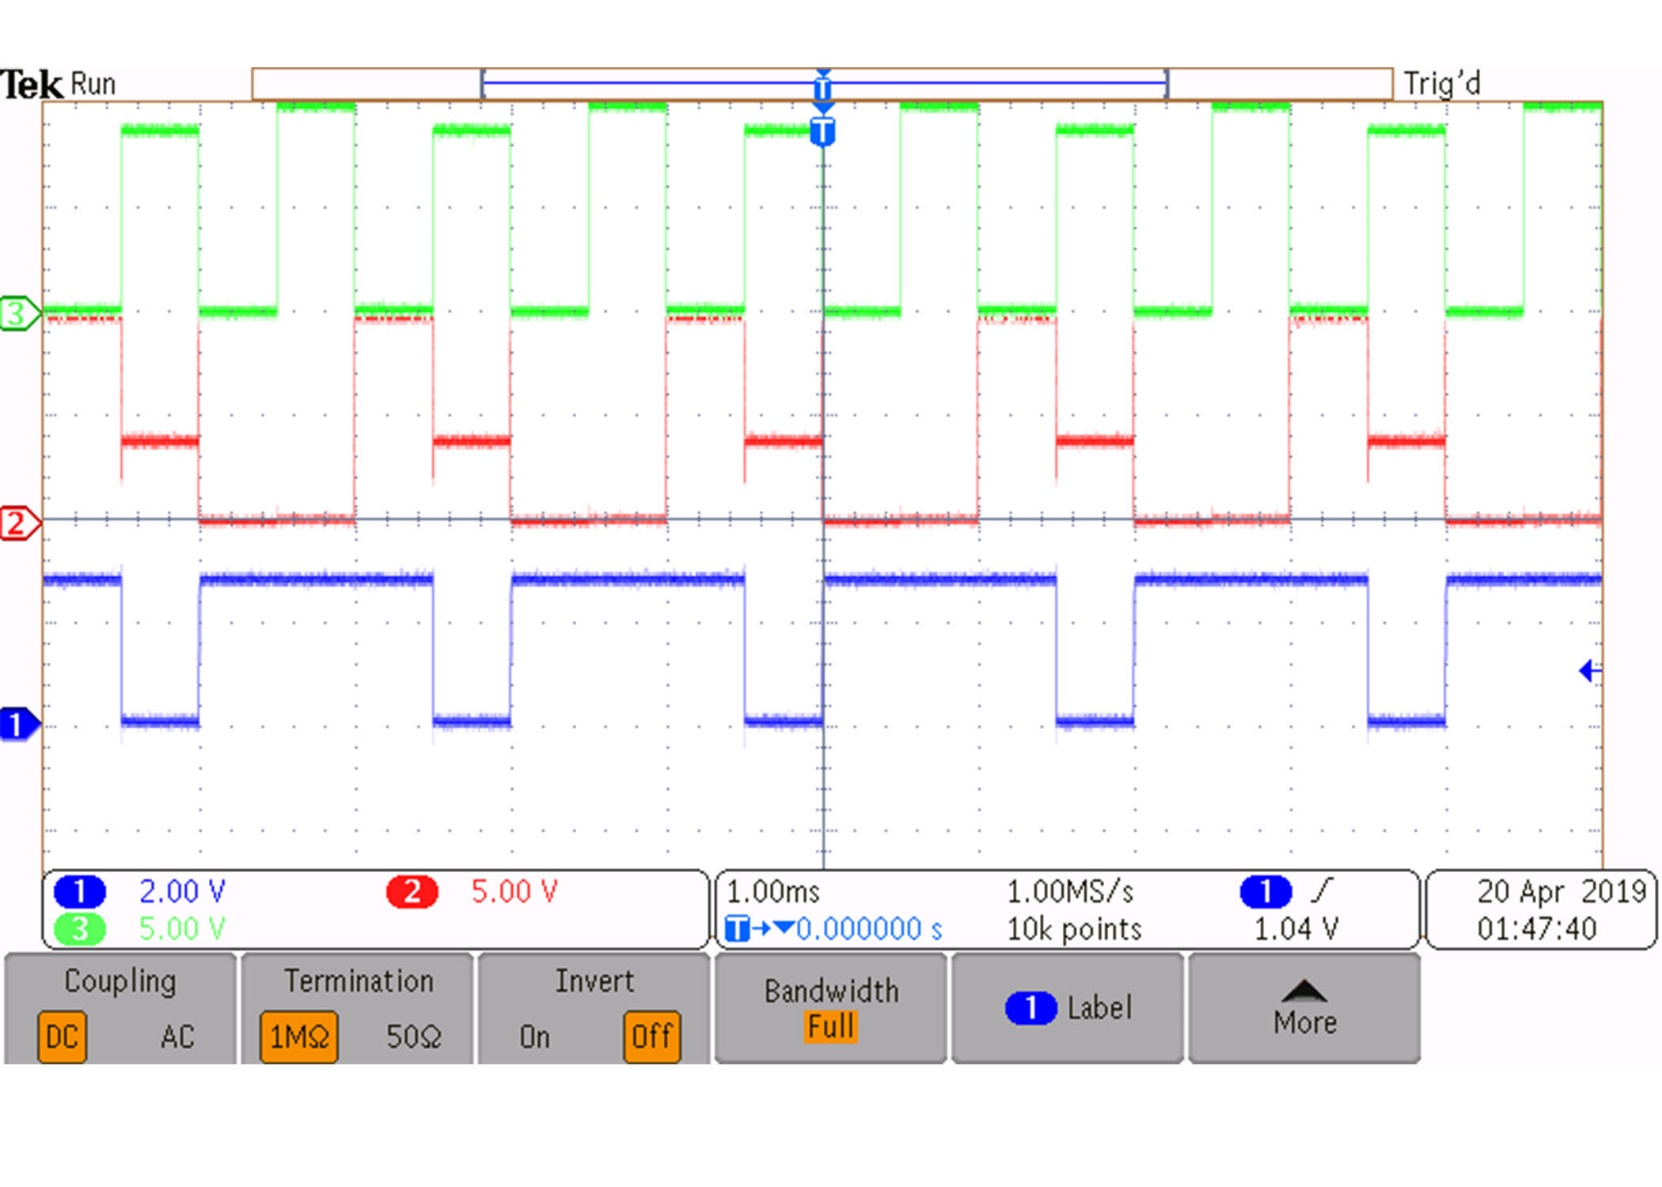 Tek Run Trig'd
T
T
3
2
1
1 2.00 V 2 5.00 V
3 5.00 V
1.00ms 1.00MS/s 1
T→▼0.000000 s 10k points 1.04 V
20 Apr 2019
01:47:40
Coupling
DC AC
Termination
1MΩ 50Ω
Invert
On Off
Bandwidth
Full
1 Label
More